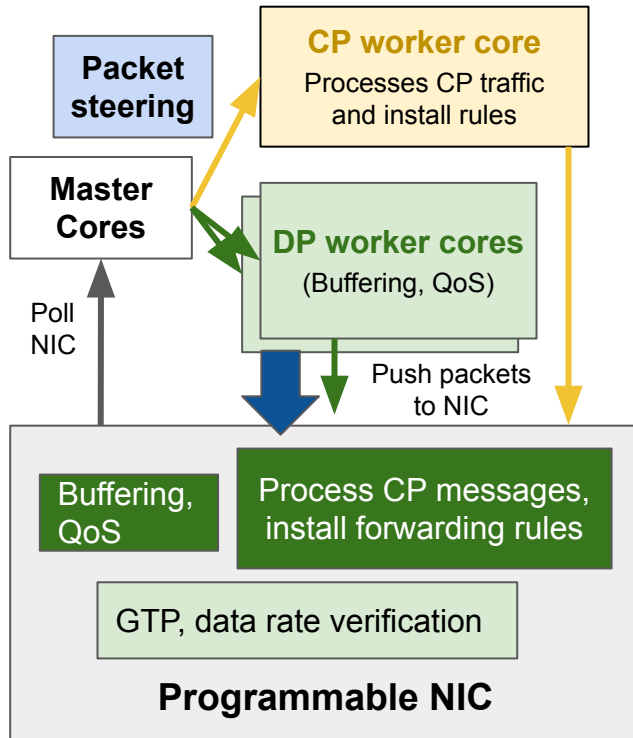 Packet
steering
CP worker core
Processes CP traffic
and install rules
Master
Cores
DP worker cores
(Buffering, QoS)
Poll
NIC
Push packets
to NIC
Buffering,
QoS
Process CP messages,
install forwarding rules
GTP, data rate verification
Programmable NIC